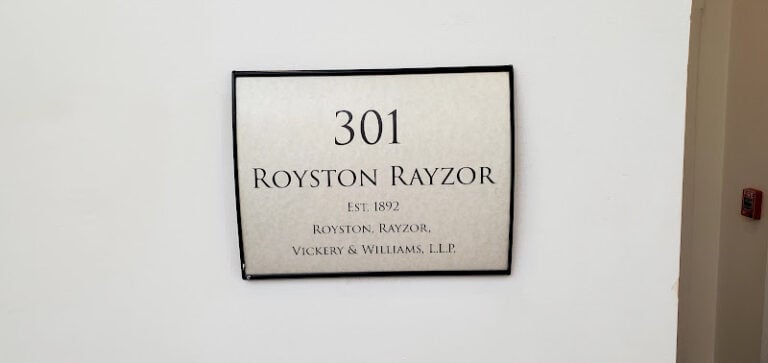 301
ROYSTON RAYZOR
EST. 1892
ROYSTON, RAYZOR,
VICKERY & WILLIAMS, L.L.P.